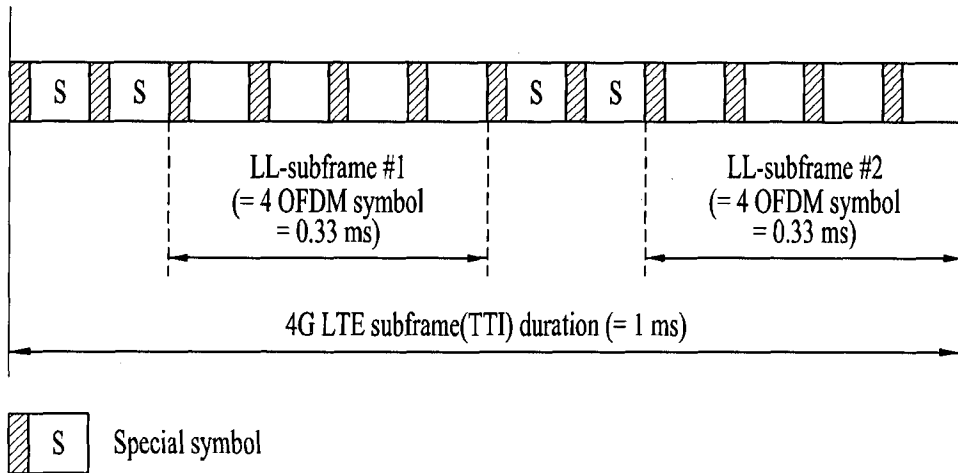 S S S S
LL-subframe #1
(= 4 OFDM symbol
= 0.33 ms)
LL-subframe #2
(= 4 OFDM symbol
= 0.33 ms)
4G LTE subframe(TTI) duration (= 1 ms)
S Special symbol